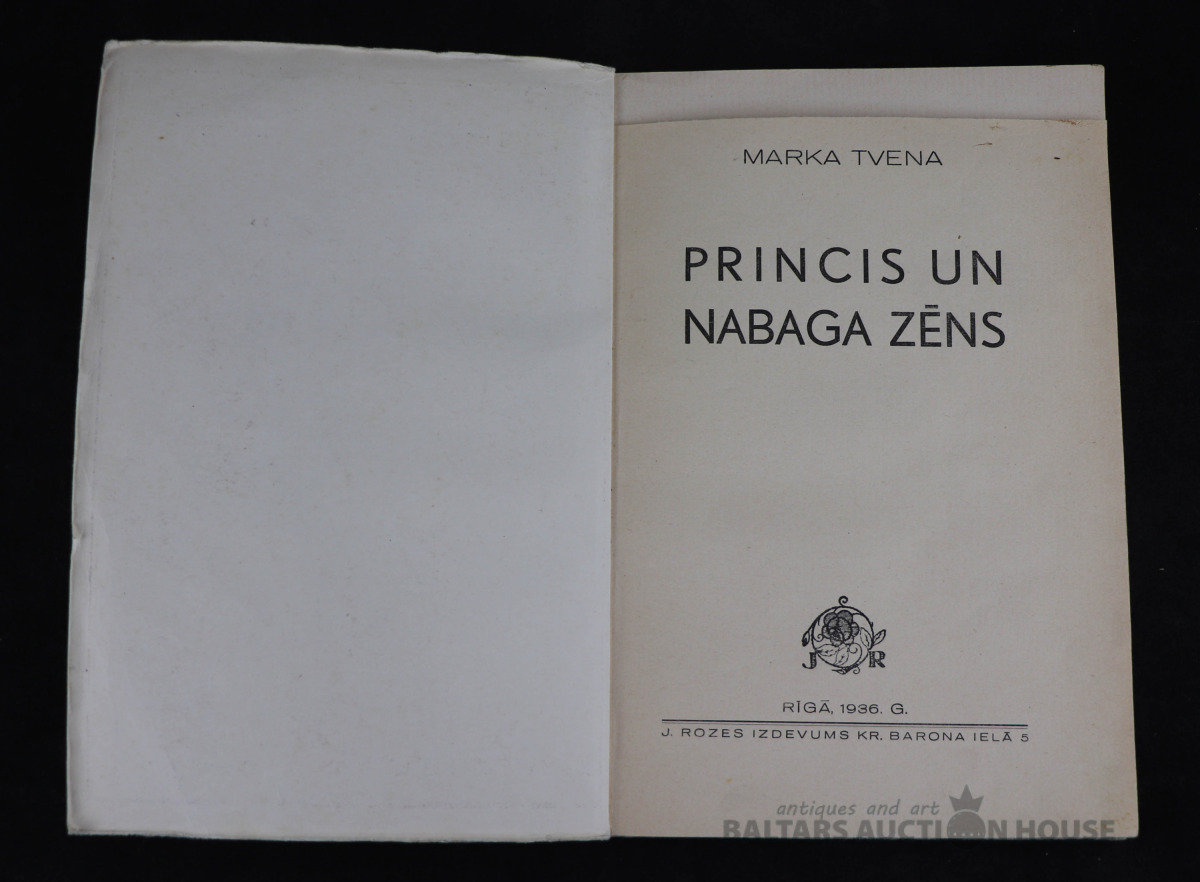 MARKA TVENA
PRINCIS UN
NABAGA ZĒNS
J R
RĪGĀ, 1936. G.
J. ROZES IZDEVUMS KR. BARONA IELĀ 5
antiques and art
BALTARS AUCTION HOUSE